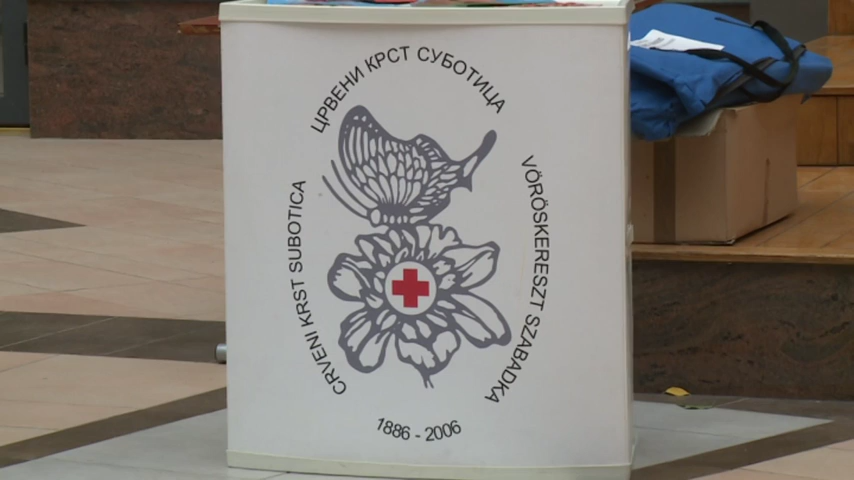 ЦРВЕНИ КРСТ СУБОТИЦА
CRVENI KRST SUBOTICA
VÖRÖSKERESZT SZABADKA
1886 - 2006